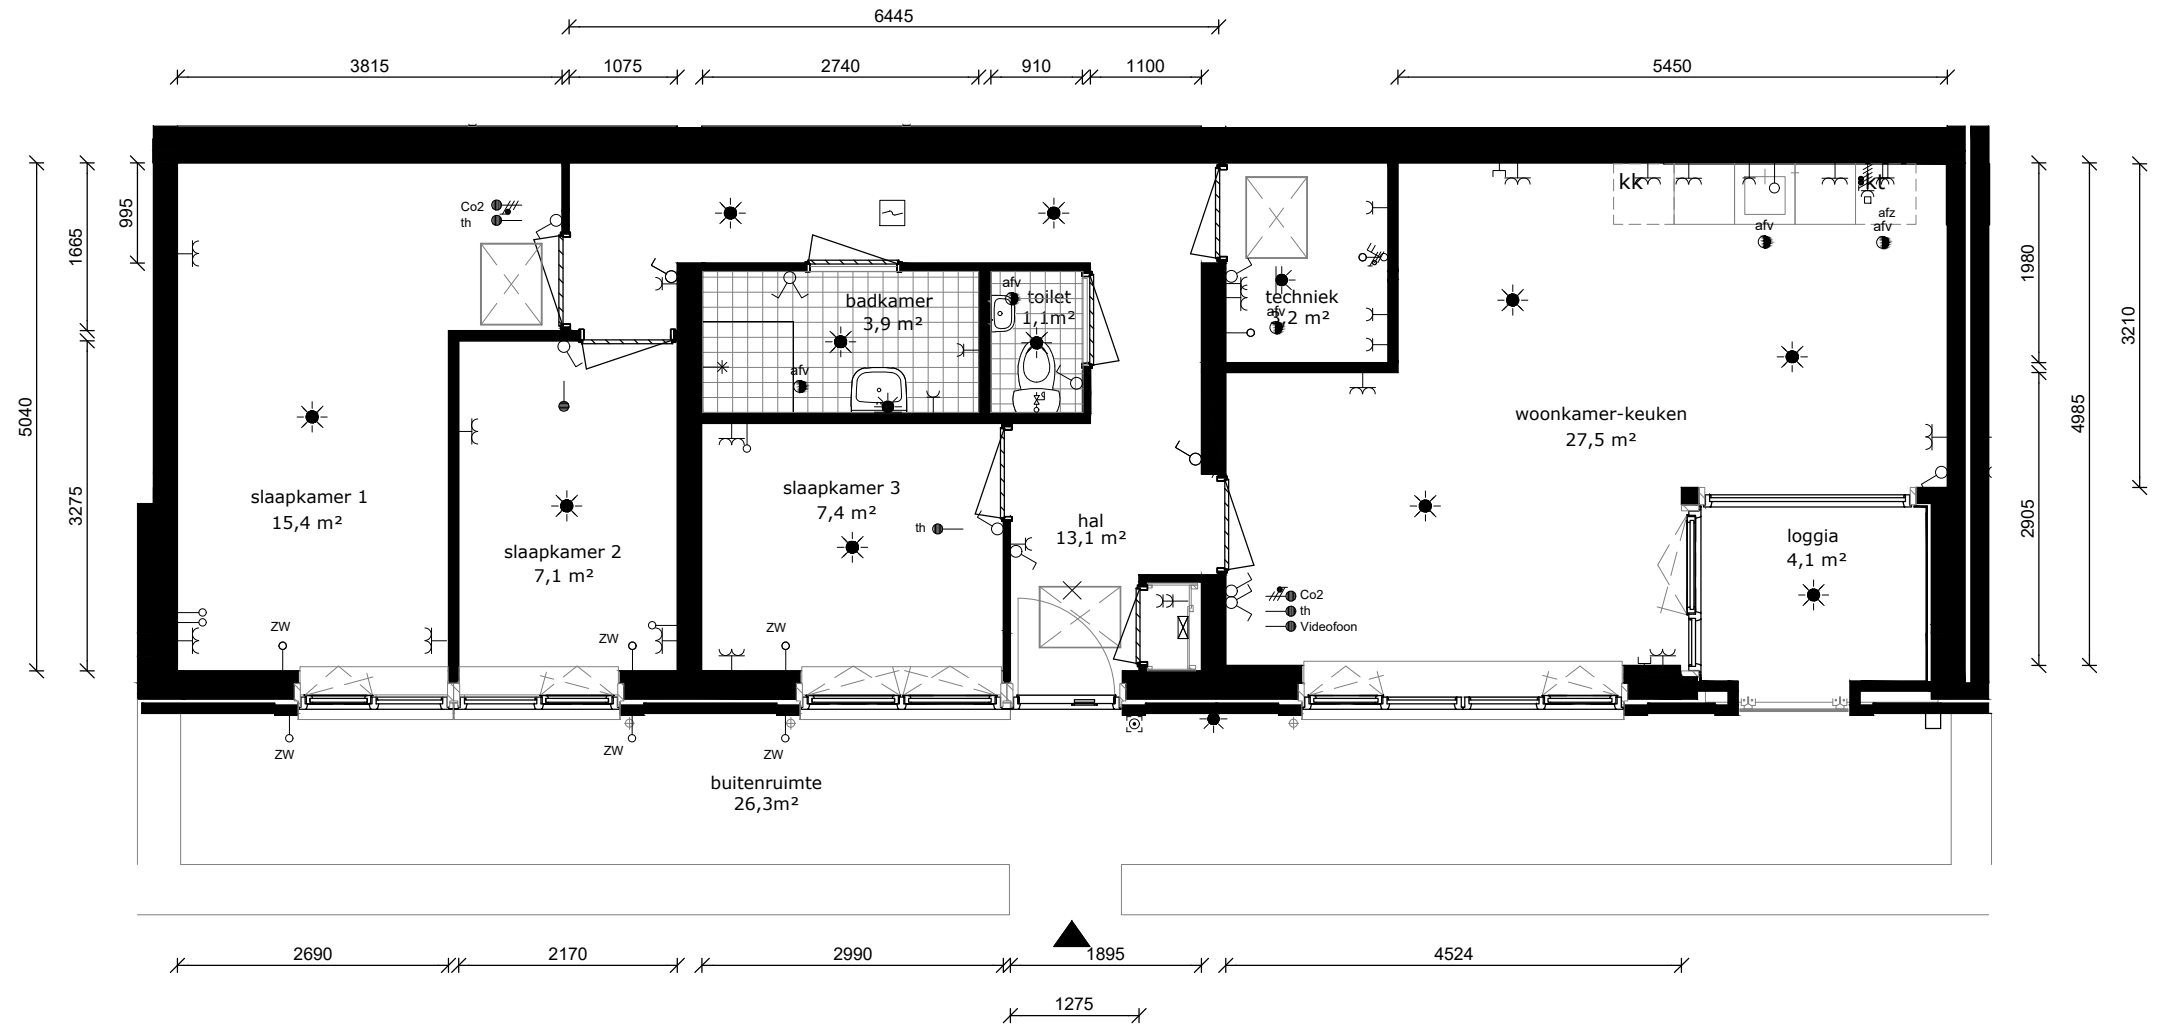 6445
3815
1075
2740
910
1100
5450
995
1665
3275
5040
1980
2905
4985
3210
Co2
th
kk
kt
afv
afz
afv
badkamer
3,9 m²
afv
afv
toilet
1,1m²
techniek
3,2 m²
afv
woonkamer-keuken
27,5 m²
slaapkamer 1
15,4 m²
slaapkamer 2
7,1 m²
slaapkamer 3
7,4 m²
th
hal
13,1 m²
loggia
4,1 m²
Co2
th
Videofoon
ZW
ZW
ZW
ZW
ZW
ZW
buitenruimte
26,3m²
2690
2170
2990
1895
4524
1275